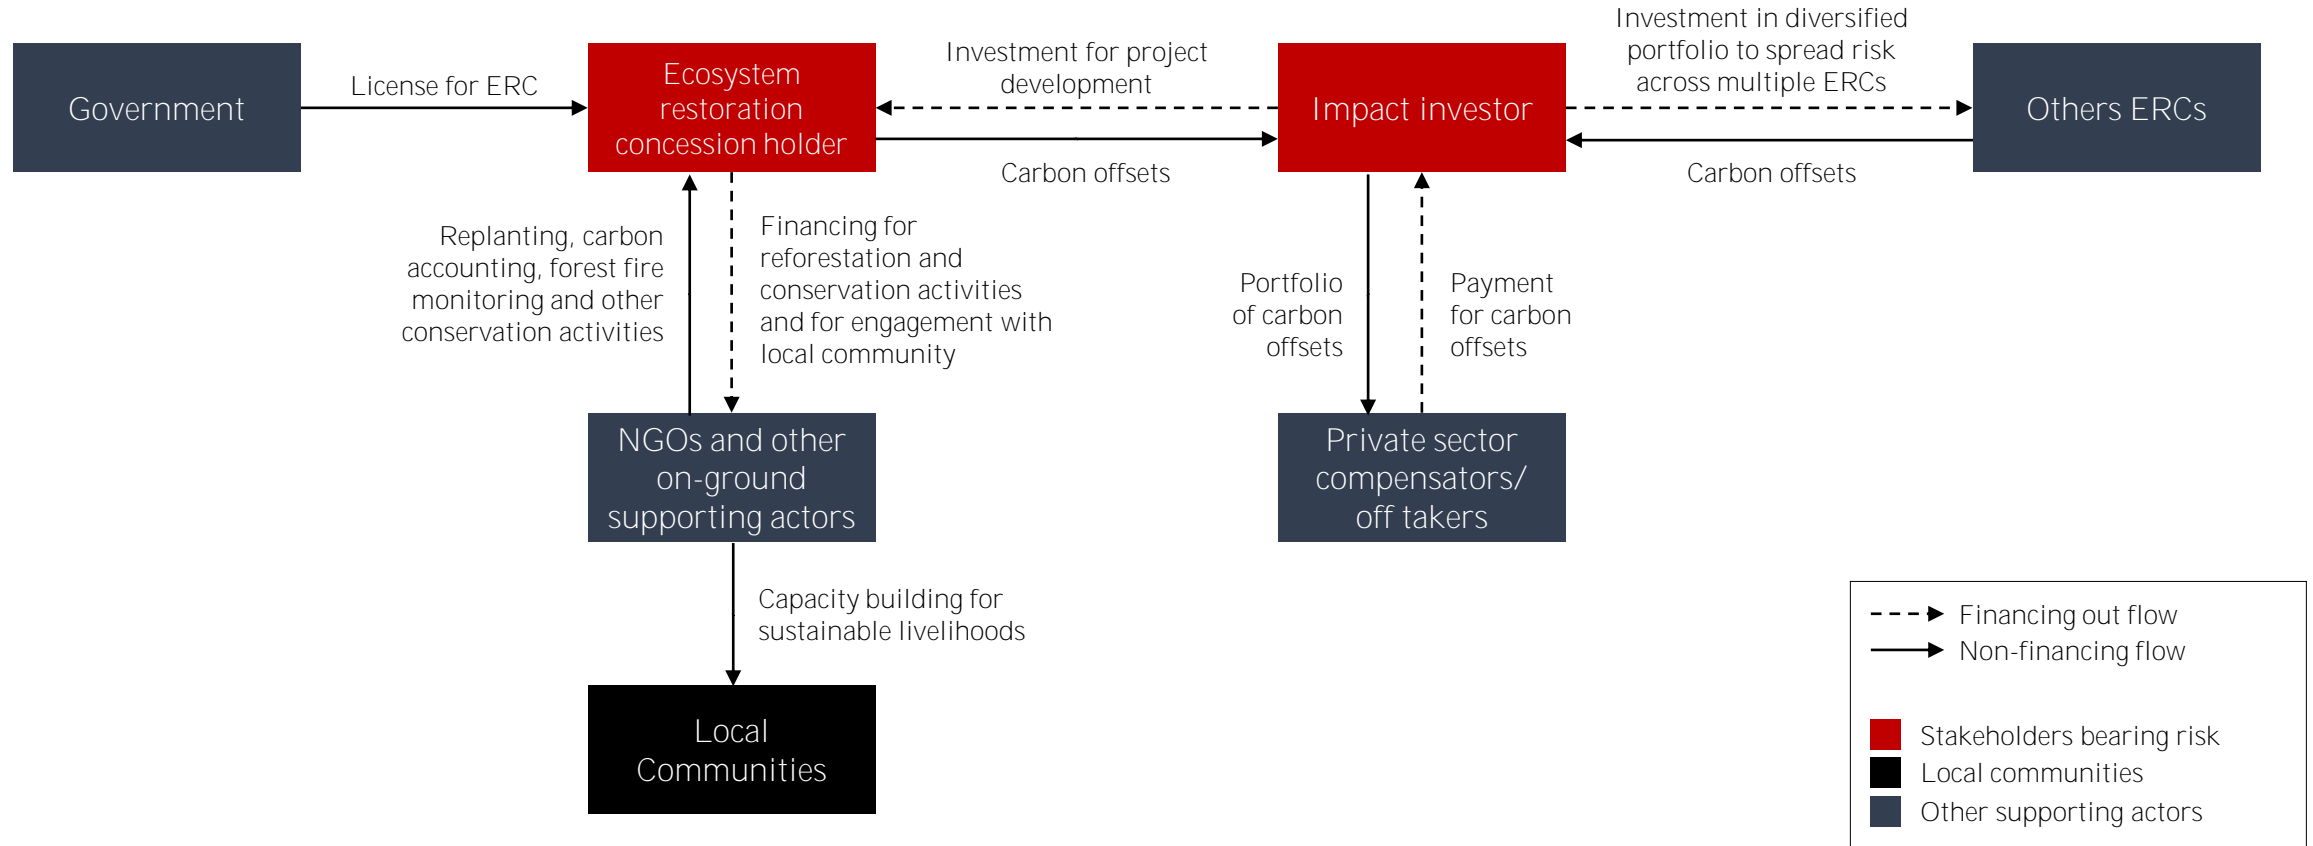 Government
License for ERC
Ecosystem
restoration
concession holder
Investment for project
development
Carbon offsets
Impact investor
Investment in diversified
portfolio to spread risk
across multiple ERCs
Carbon offsets
Others ERCs
Replanting, carbon
accounting, forest fire
monitoring and other
conservation activities
Financing for
reforestation and
conservation activities
and for engagement with
local community
Portfolio
of carbon
offsets
Payment
for carbon
offsets
NGOs and other
on-ground
supporting actors
Private sector
compensators/
off takers
Capacity building for
sustainable livelihoods
Local
Communities
Financing out flow
Non-financing flow
Stakeholders bearing risk
Local communities
Other supporting actors